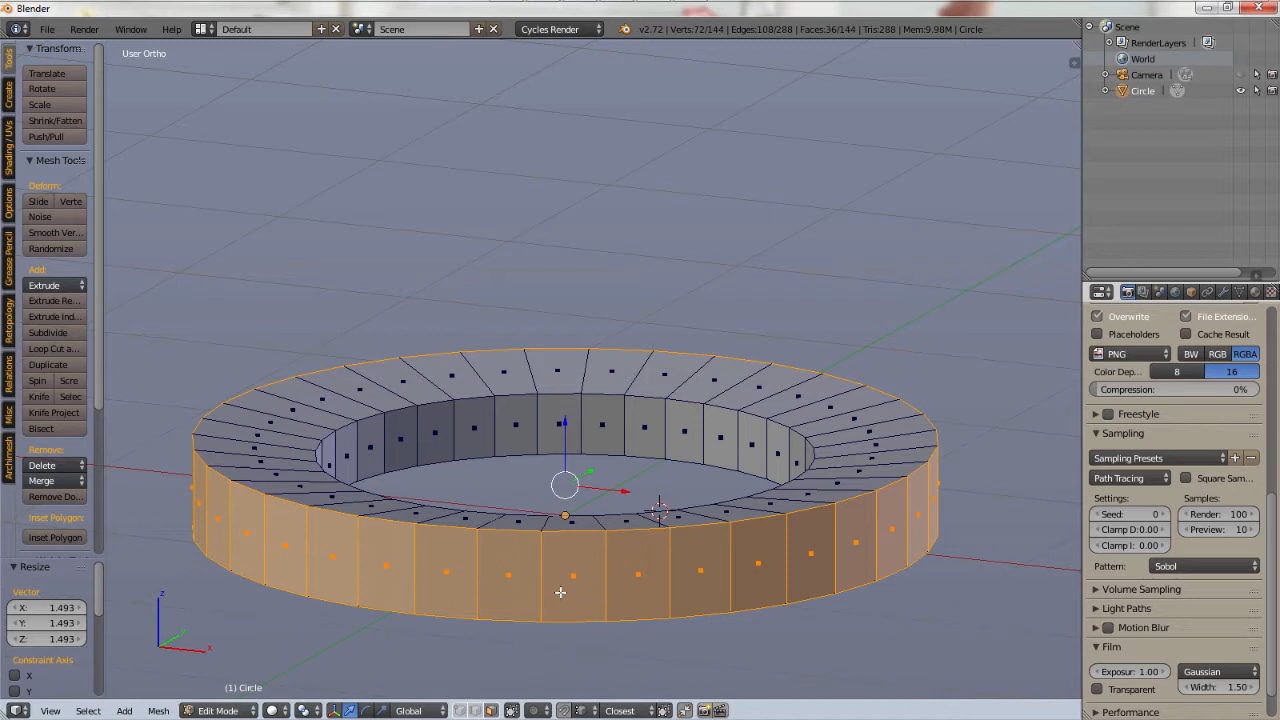 Blender
File Render Window Help Default Scene Cycles Render v2.72 | Verts:72/144 | Edges:108/288 | Faces:36/144 | Tris:288 | Mem:9.98M | Circle
Transform
Translate
Rotate
Scale
Shrink/Fatten
Push/Pull
Mesh Tools
Deform:
Slide Verte
Noise
Smooth Ver...
Randomize
Add:
Extrude
Extrude Re...
Extrude Ind...
Subdivide
Loop Cut a...
Duplicate
Spin Scre
Knife Selec
Knife Project
Bisect
Remove:
Delete
Merge
Remove Do...
Inset Polygon:
Inset Polygon
Resize
Vector
X: 1.493
Y: 1.493
Z: 1.493
Constraint Axis
X
Y
Tools
Create
Shading / UVs
Options
Grease Pencil
Retopology
Relations
Misc
Archimesh
User Ortho
z
y
x
(1) Circle
View Select Add Mesh Edit Mode Global Closest
Scene
RenderLayers
World
Camera
Circle
Overwrite File Extensio...
Placeholders Cache Result
PNG BW RGB RGBA
Color Dep... 8 16
Compression: 0%
Freestyle
Sampling
Sampling Presets
Path Tracing Square Sam...
Settings: Samples:
Seed: 0 Render: 100
Clamp D:0.00 Preview: 10
Clamp I: 0.00
Pattern: Sobol
Volume Sampling
Light Paths
Motion Blur
Film
Exposur: 1.00 Gaussian
Transparent Width: 1.50
Performance